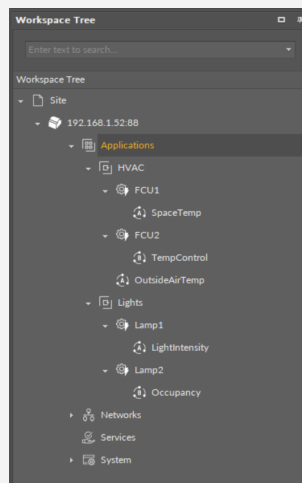 Workspace Tree
Enter text to search...
Workspace Tree
Site
192.168.1.52:88
Applications
HVAC
FCU1
SpaceTemp
FCU2
TempControl
OutsideAirTemp
Lights
Lamp1
LightIntensity
Lamp2
Occupancy
Networks
Services
System